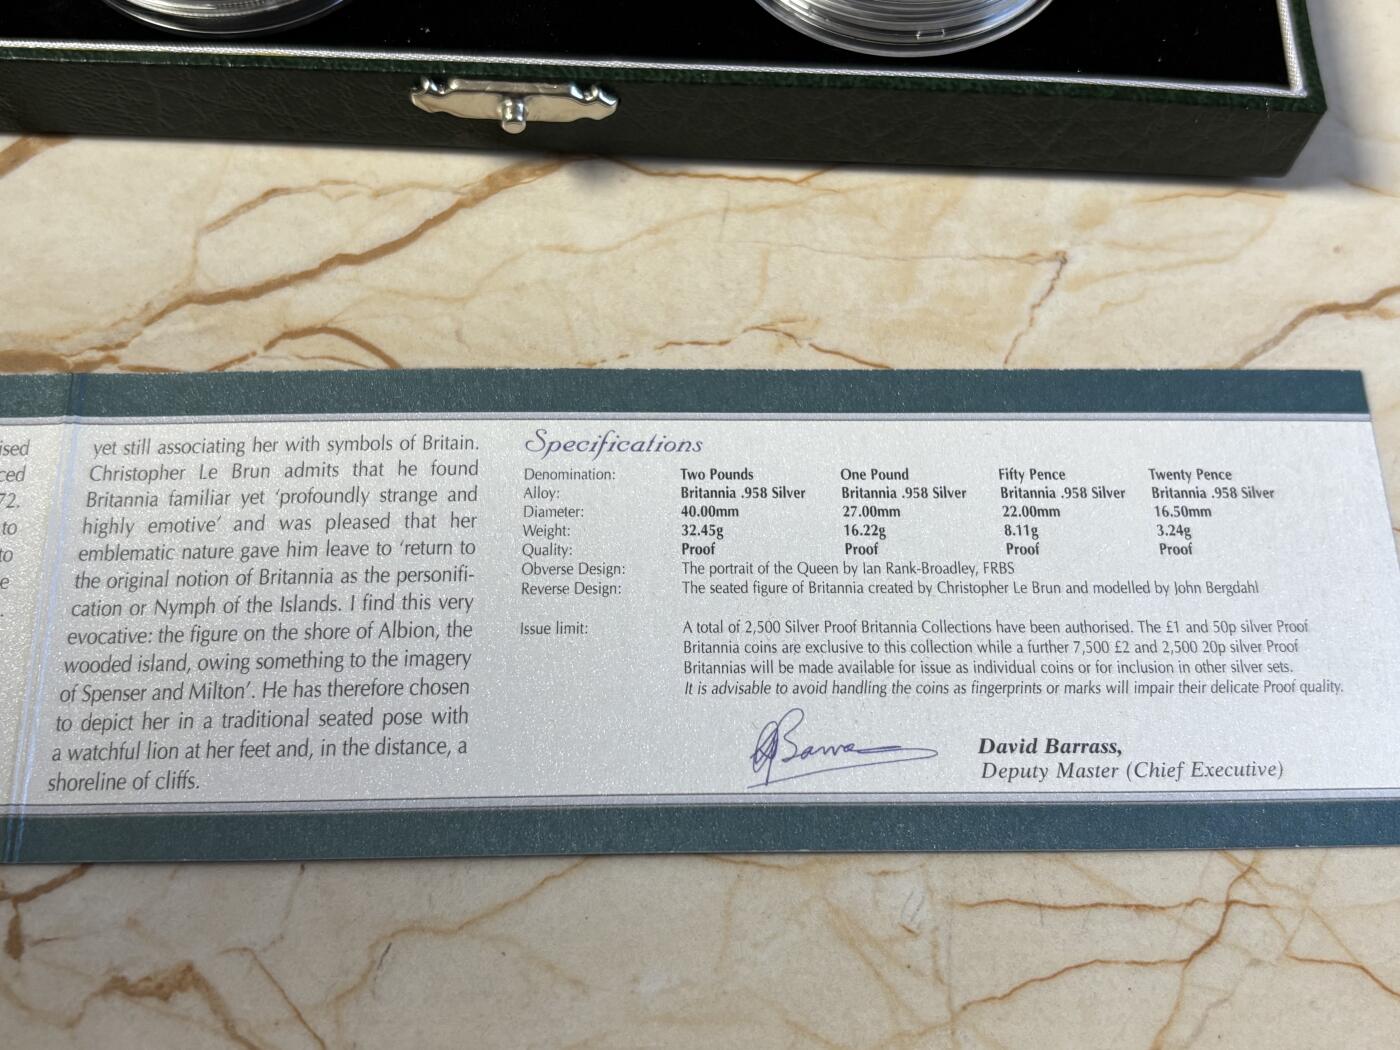 ised
ced
72.
to
to
e
.
yet still associating her with symbols of Britain.
Christopher Le Brun admits that he found
Britannia familiar yet ‘profoundly strange and
highly emotive’ and was pleased that her
emblematic nature gave him leave to ‘return to
the original notion of Britannia as the personifi-
cation or Nymph of the Islands. I find this very
evocative: the figure on the shore of Albion, the
wooded island, owing something to the imagery
of Spenser and Milton’. He has therefore chosen
to depict her in a traditional seated pose with
a watchful lion at her feet and, in the distance, a
shoreline of cliffs.
Specifications
Denomination: Two Pounds One Pound Fifty Pence Twenty Pence
Alloy: Britannia .958 Silver Britannia .958 Silver Britannia .958 Silver Britannia .958 Silver
Diameter: 40.00mm 27.00mm 22.00mm 16.50mm
Weight: 32.45g 16.22g 8.11g 3.24g
Quality: Proof Proof Proof Proof
Obverse Design: The portrait of the Queen by Ian Rank-Broadley, FRBS
Reverse Design: The seated figure of Britannia created by Christopher Le Brun and modelled by John Bergdahl
Issue limit: A total of 2,500 Silver Proof Britannia Collections have been authorised. The £1 and 50p silver Proof
Britannia coins are exclusive to this collection while a further 7,500 £2 and 2,500 20p silver Proof
Britannias will be made available for issue as individual coins or for inclusion in other silver sets.
It is advisable to avoid handling the coins as fingerprints or marks will impair their delicate Proof quality.
David Barrass,
Deputy Master (Chief Executive)